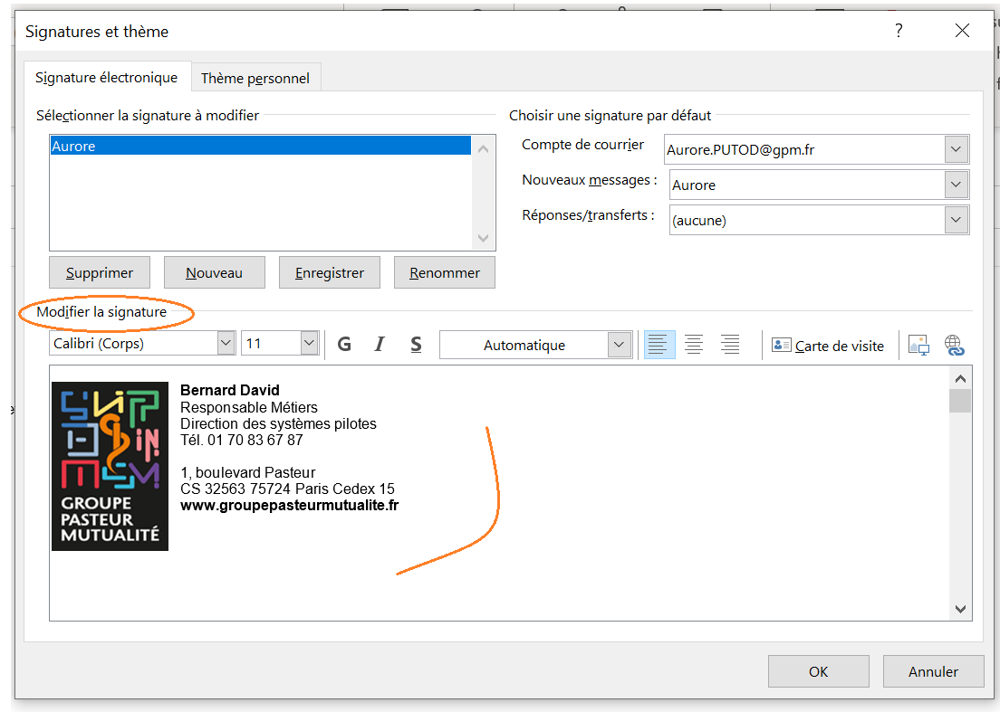 Signatures et thème
?
Signature électronique
Thème personnel
Sélectionner la signature à modifier
Choisir une signature par défaut
Aurore
Compte de courrier
Aurore.PUTOD@gpm.fr
Nouveaux messages :
Aurore
Réponses/transferts :
(aucune)
Supprimer
Nouveau
Enregistrer
Renommer
Modifier la signature
Calibri (Corps)
11
G
I
S
Automatique
Carte de visite
Bernard David
Responsable Métiers
Direction des systèmes pilotes
Tél. 01 70 83 67 87
1, boulevard Pasteur
CS 32563 75724 Paris Cedex 15
www.groupepasteurmutualite.fr
GROUPE
PASTEUR
MUTUALITÉ
OK
Annuler